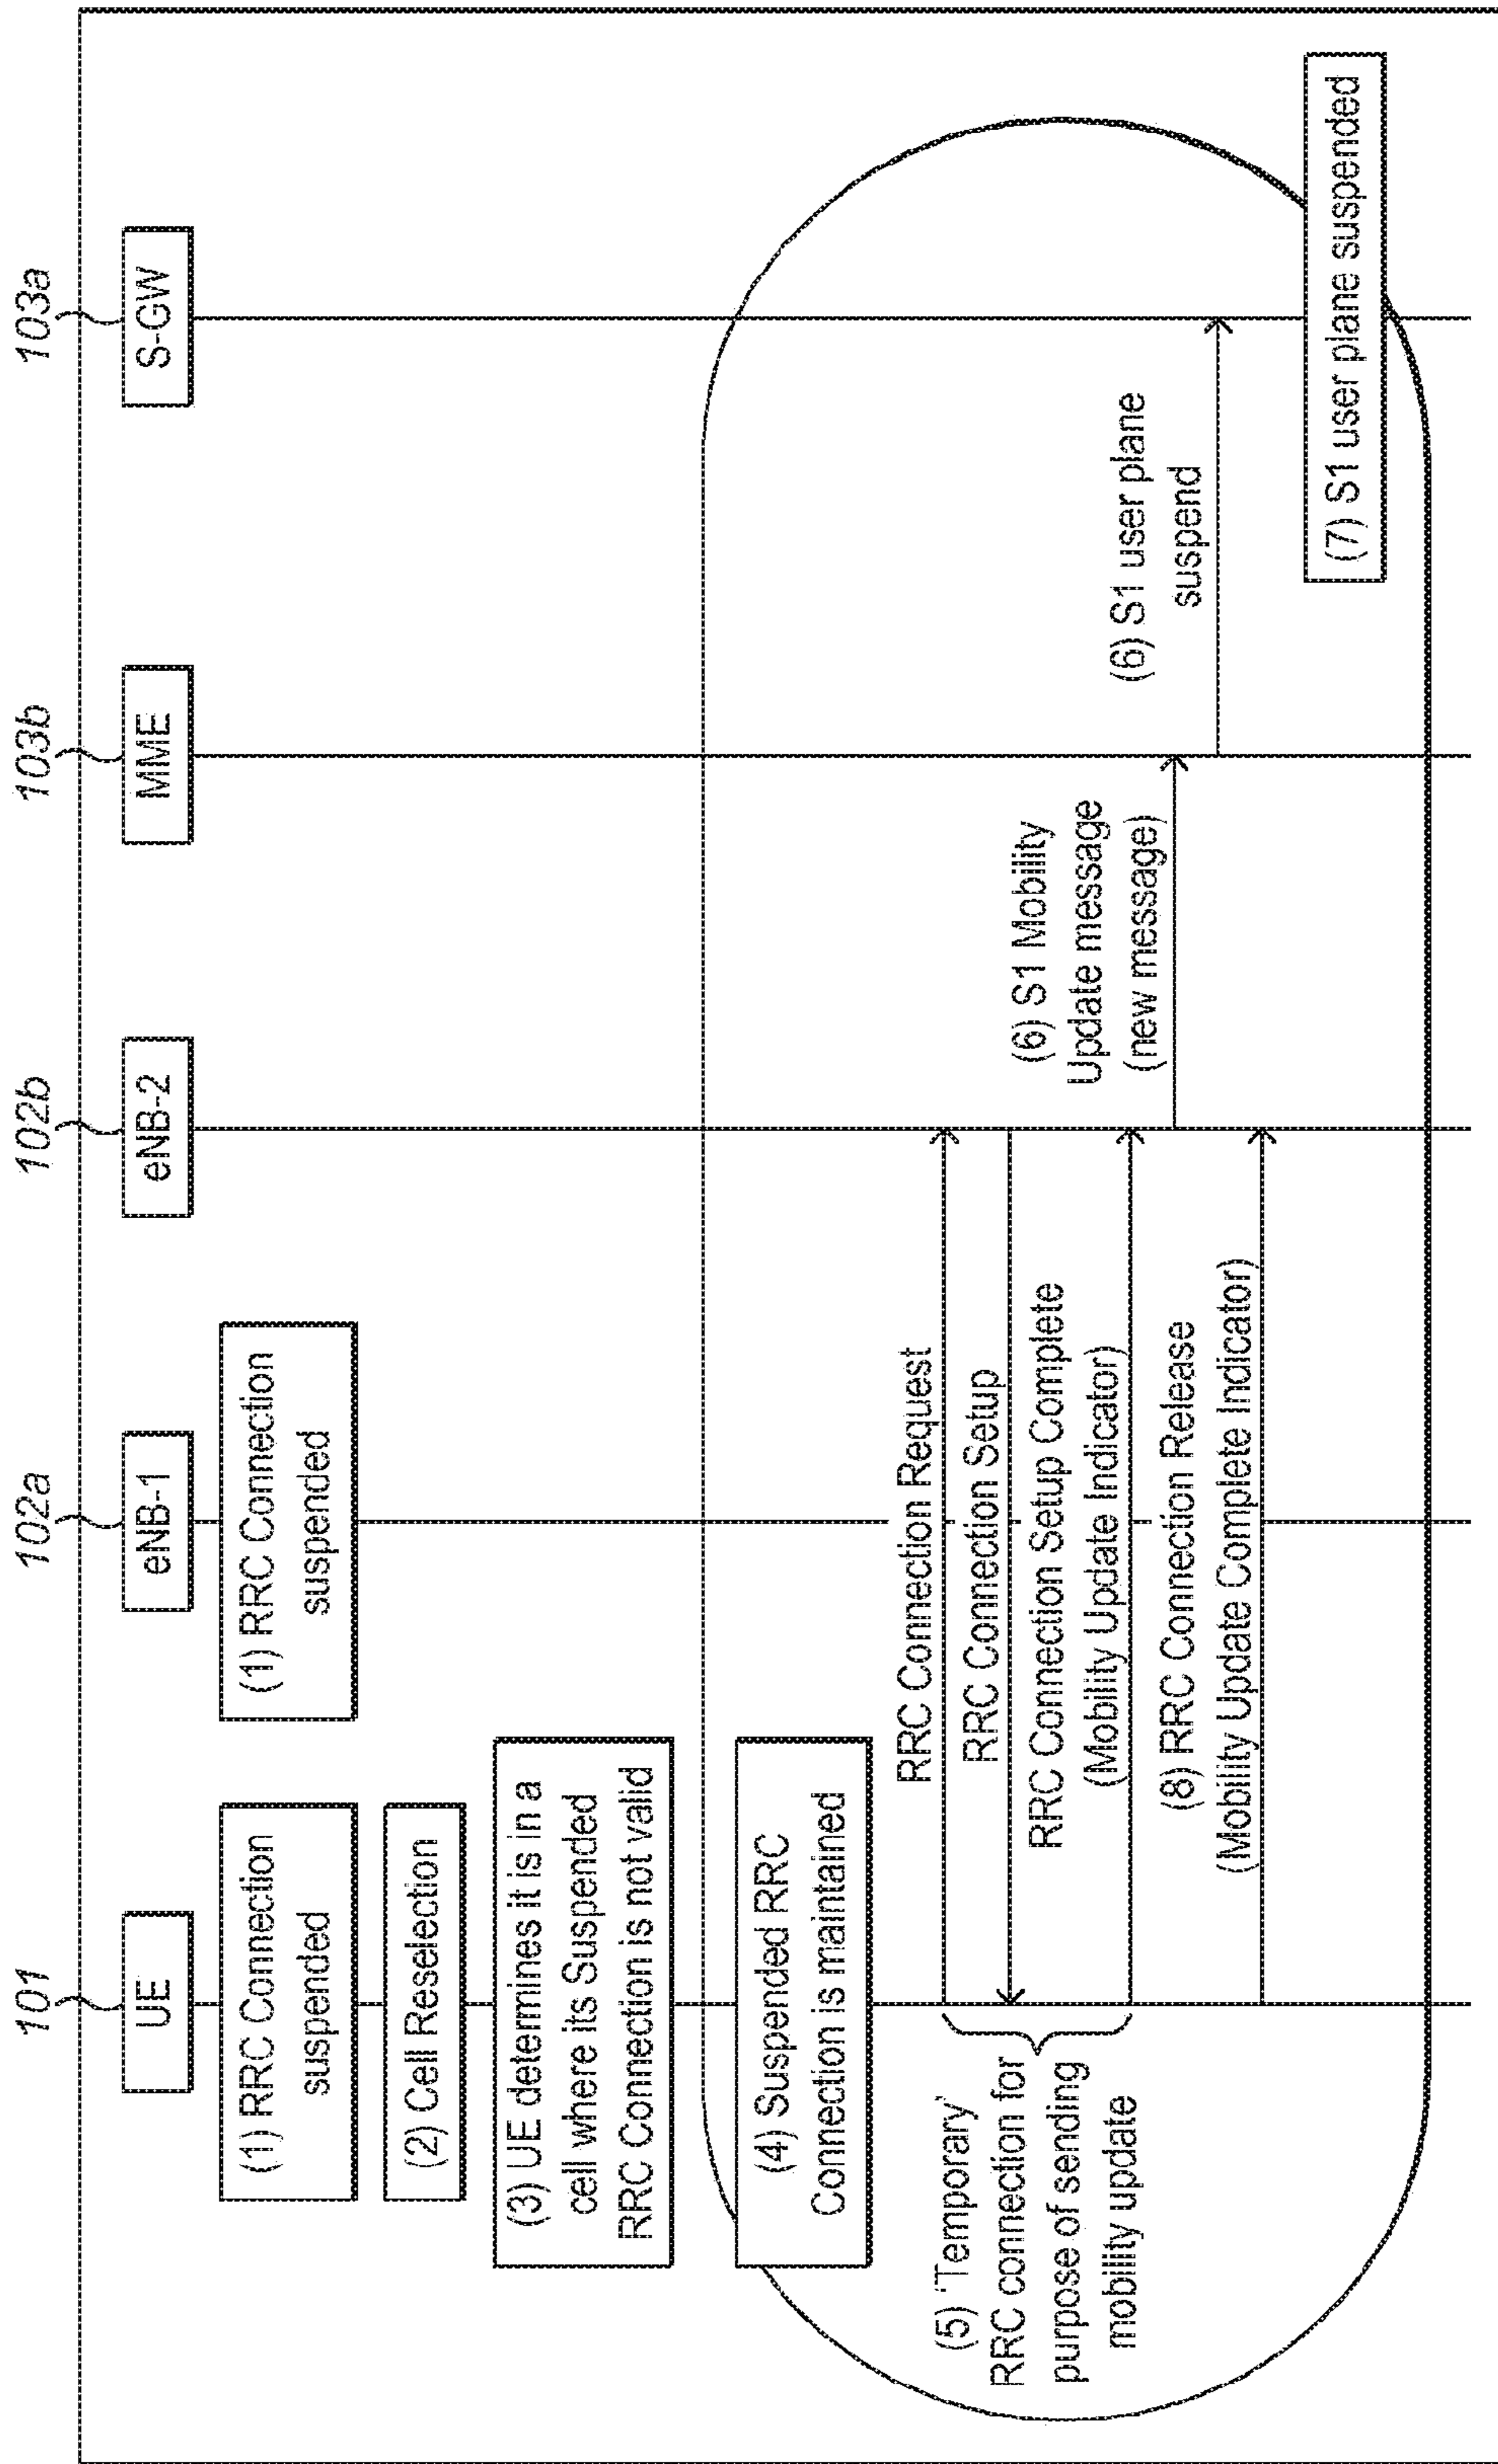 101
102a
102b
103b
103a
UE
eNB-1
eNB-2
MME
S-GW
(1) RRC Connection
suspended
(1) RRC Connection
suspended
(2) Cell Reselection
(3) UE determines it is in a
cell where its Suspended
RRC Connection is not valid
(4) Suspended RRC
Connection is maintained
RRC Connection Request
RRC Connection Setup
(5) 'Temporary'
RRC connection for
purpose of sending
mobility update
RRC Connection Setup Complete
(Mobility Update Indicator)
(6) S1 Mobility
Update message
(new message)
(6) S1 user plane
suspend
(8) RRC Connection Release
(Mobility Update Complete Indicator)
(7) S1 user plane suspended